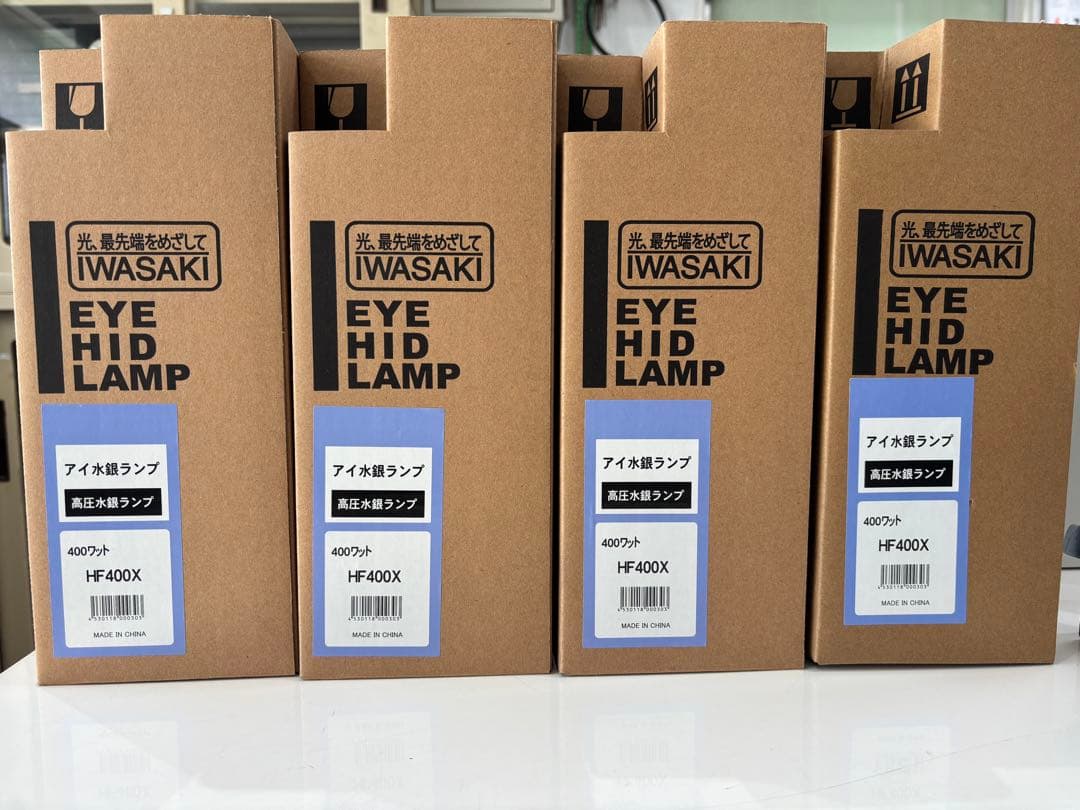 光、最先端をめざして
IWASAKI
EYE
HID
LAMP
アイ水銀ランプ
高圧水銀ランプ
400ワット
HF400X
4530118000303
MADE IN CHINA
光、最先端をめざして
IWASAKI
EYE
HID
LAMP
アイ水銀ランプ
高圧水銀ランプ
400ワット
HF400X
4530118000303
MADE IN CHINA
光、最先端をめざして
IWASAKI
EYE
HID
LAMP
アイ水銀ランプ
高圧水銀ランプ
400ワット
HF400X
4530118000303
MADE IN CHINA
光、最先端をめざして
IWASAKI
EYE
HID
LAMP
アイ水銀ランプ
高圧水銀ランプ
400ワット
HF400X
4530118000303
MADE IN CHINA